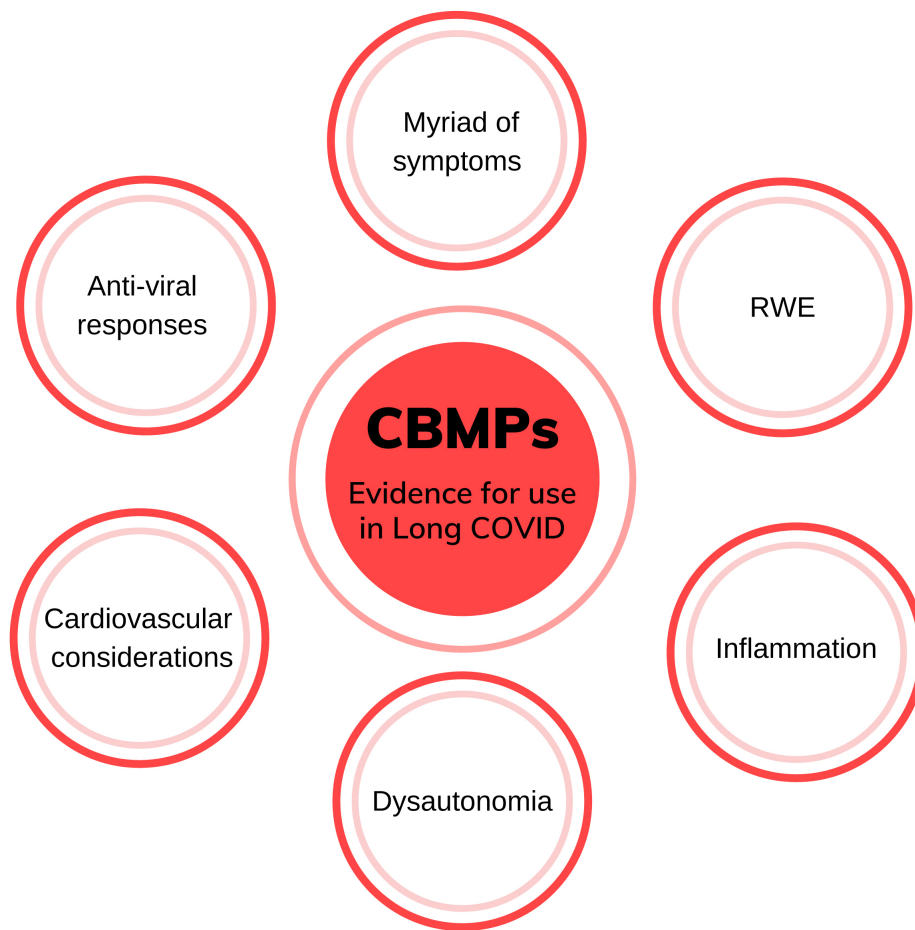 Myriad of
symptoms
Anti-viral
responses
RWE
CBMPs
Evidence for use
in Long COVID
Cardiovascular
considerations
Inflammation
Dysautonomia